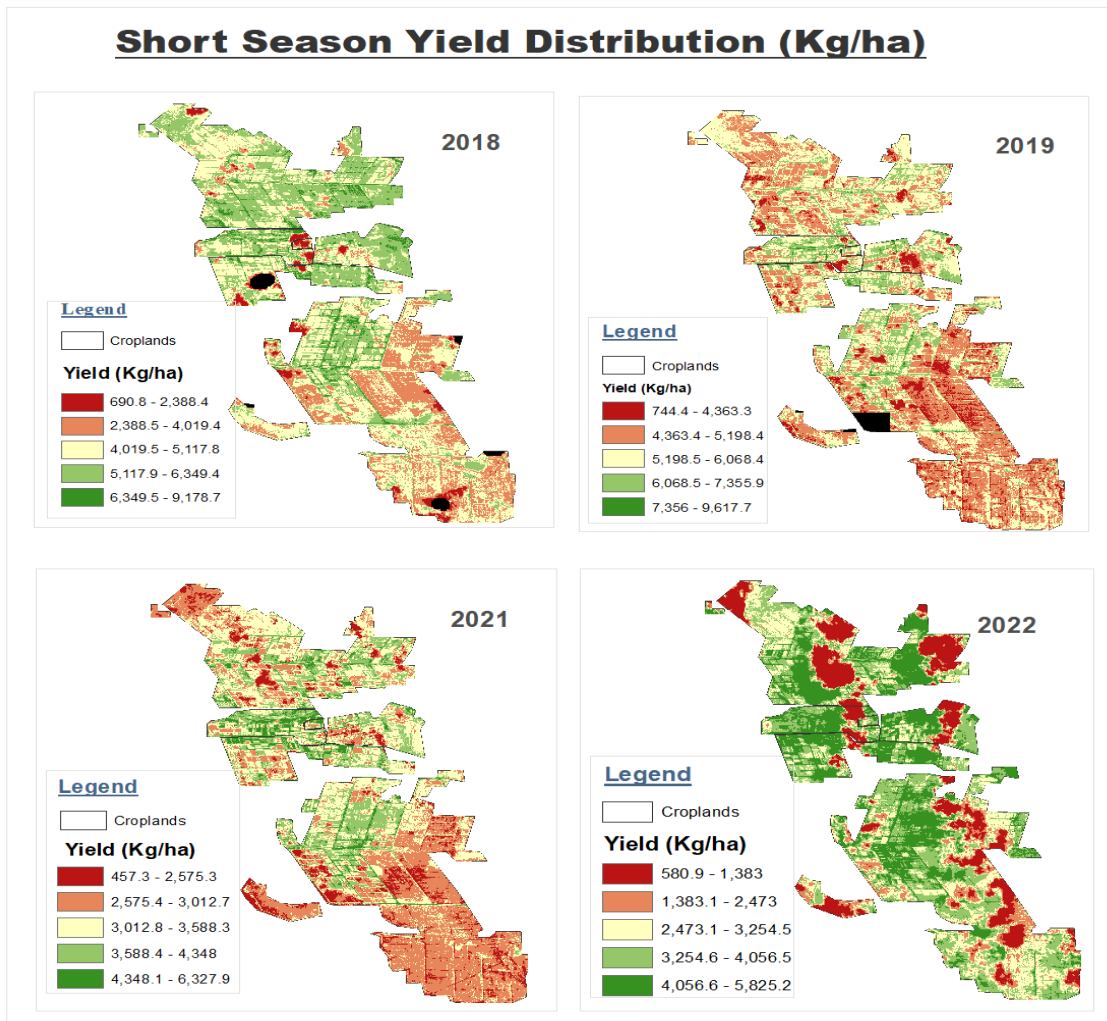 Short Season Yield Distribution (Kg/ha)
2018
Legend
Croplands
Yield (Kg/ha)
690.8 - 2,388.4
2,388.5 - 4,019.4
4,019.5 - 5,117.8
5,117.9 - 6,349.4
6,349.5 - 9,178.7
2019
Legend
Croplands
Yield (Kg/ha)
744.4 - 4,363.3
4,363.4 - 5,198.4
5,198.5 - 6,068.4
6,068.5 - 7,355.9
7,356 - 9,617.7
2021
Legend
Croplands
Yield (Kg/ha)
457.3 - 2,575.3
2,575.4 - 3,012.7
3,012.8 - 3,588.3
3,588.4 - 4,348
4,348.1 - 6,327.9
2022
Legend
Croplands
Yield (Kg/ha)
580.9 - 1,383
1,383.1 - 2,473
2,473.1 - 3,254.5
3,254.6 - 4,056.5
4,056.6 - 5,825.2